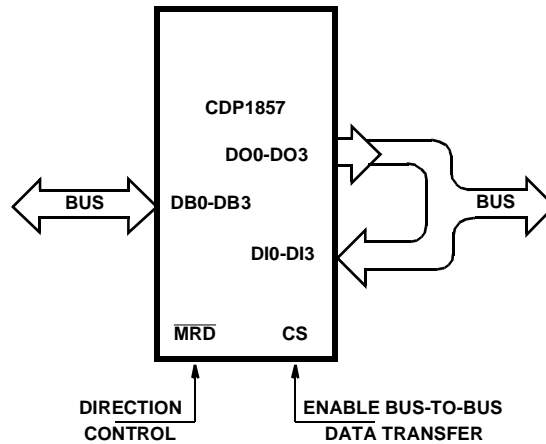 CDP1857
DO0-DO3
BUS
DB0-DB3
BUS
DI0-DI3
MRD
CS
DIRECTION
CONTROL
ENABLE BUS-TO-BUS
DATA TRANSFER